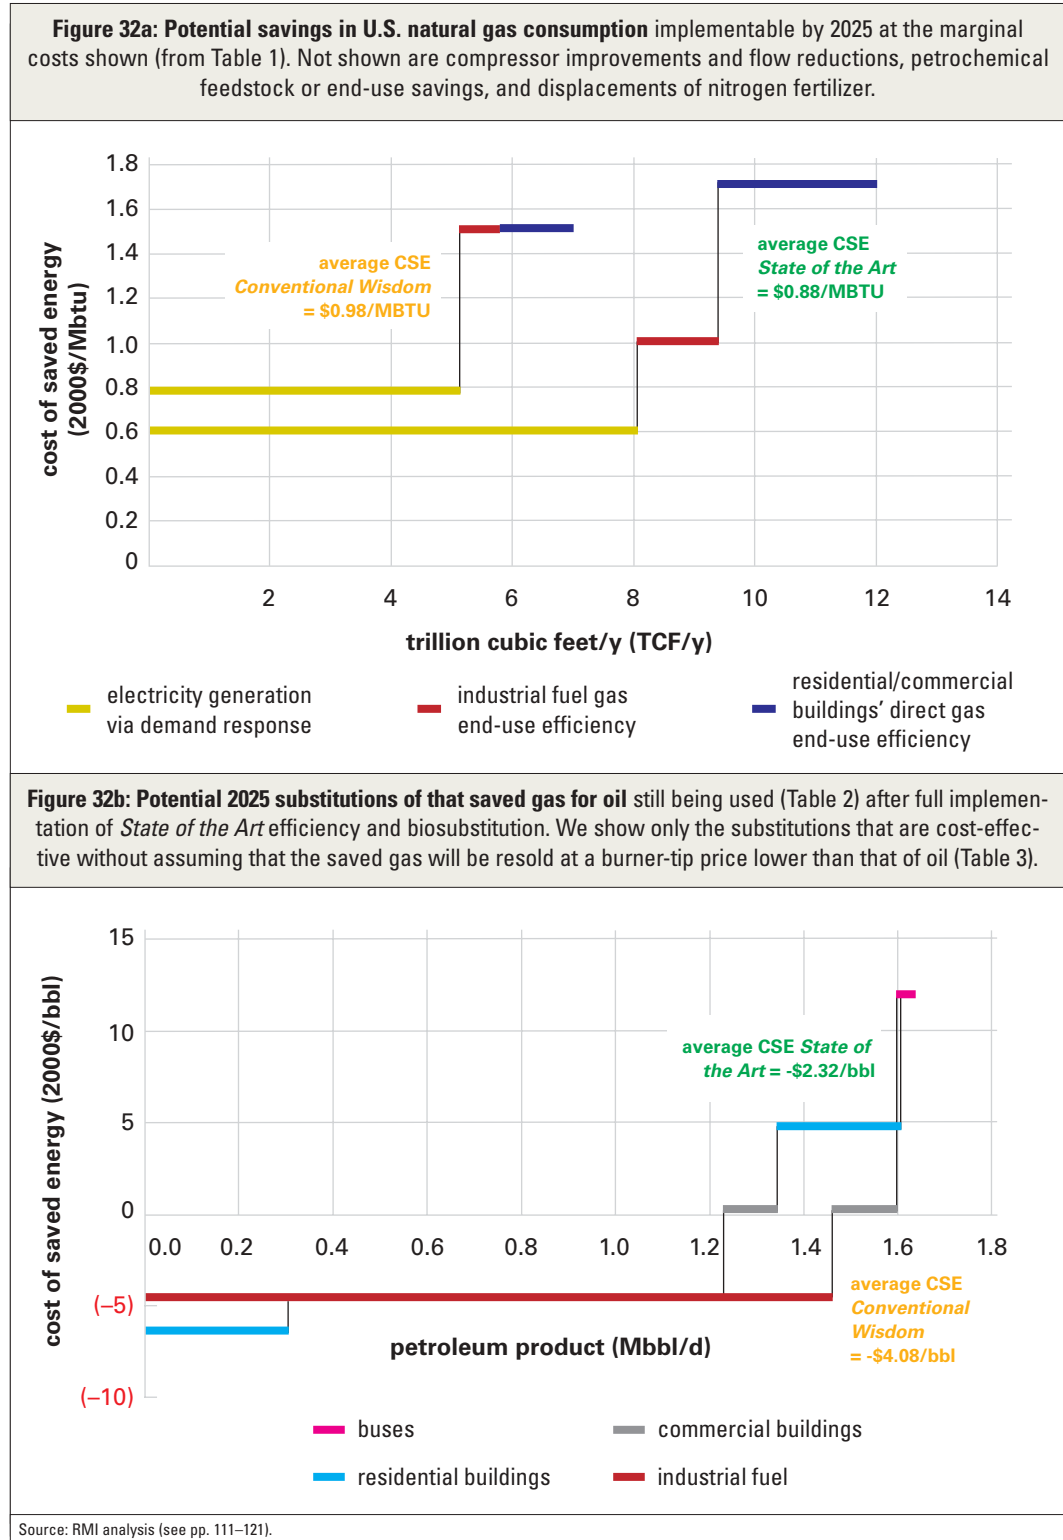 Figure 32a: Potential savings in U.S. natural gas consumption implementable by 2025 at the marginal
costs shown (from Table 1). Not shown are compressor improvements and flow reductions, petrochemical
feedstock or end-use savings, and displacements of nitrogen fertilizer.
cost of saved energy
(2000$/Mbtu)
1.8
1.6
1.4
1.2
1.0
0.8
0.6
0.4
0.2
0
average CSE
Conventional Wisdom
= $0.98/MBTU
average CSE
State of the Art
= $0.88/MBTU
2 4 6 8 10 12 14
trillion cubic feet/y (TCF/y)
electricity generation
via demand response
industrial fuel gas
end-use efficiency
residential/commercial
buildings' direct gas
end-use efficiency
Figure 32b: Potential 2025 substitutions of that saved gas for oil still being used (Table 2) after full implemen-
tation of State of the Art efficiency and biosubstitution. We show only the substitutions that are cost-effec-
tive without assuming that the saved gas will be resold at a burner-tip price lower than that of oil (Table 3).
cost of saved energy (2000$/bbl)
15
10
5
0
(–5)
(–10)
average CSE State of
the Art = -$2.32/bbl
0.0 0.2 0.4 0.6 0.8 1.0 1.2 1.4 1.6 1.8
average CSE
Conventional
Wisdom
= -$4.08/bbl
petroleum product (Mbbl/d)
buses
commercial buildings
residential buildings
industrial fuel
Source: RMI analysis (see pp. 111–121).